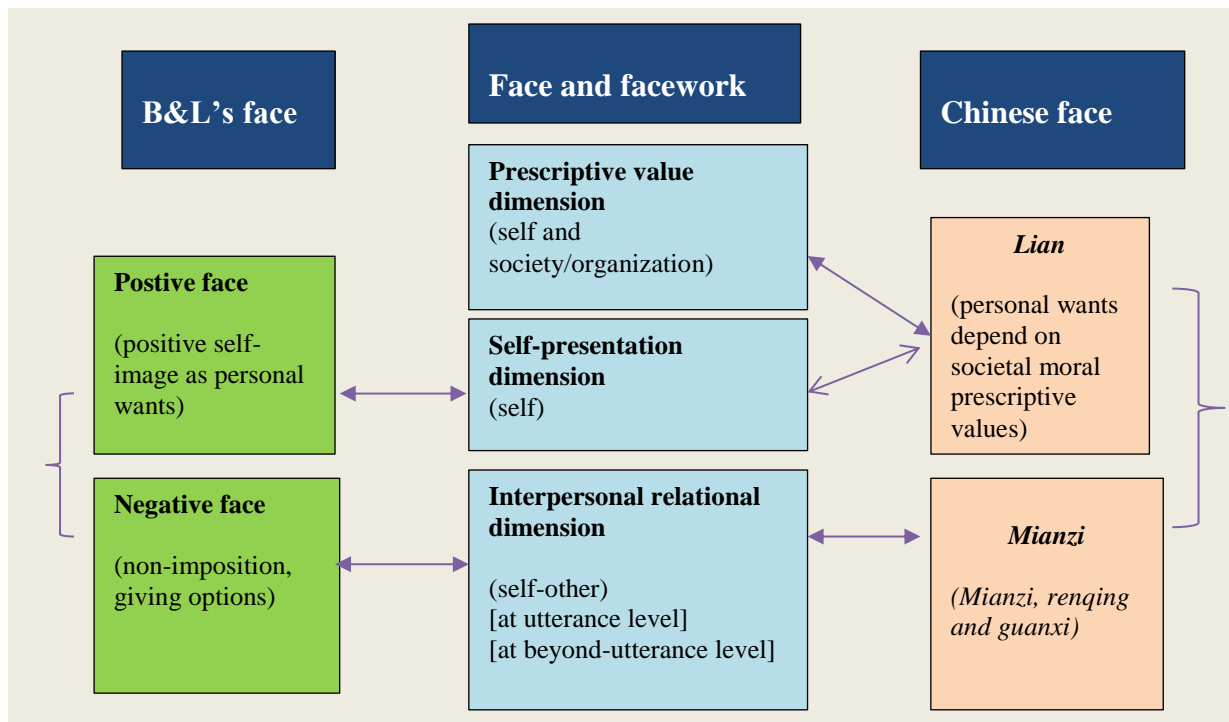 B&L's face
Face and facework
Chinese face
Prescriptive value
dimension
(self and
society/organization)
Postive face
(positive self-
image as personal
wants)
Self-presentation
dimension
(self)
Lian
(personal wants
depend on
societal moral
prescriptive
values)
Negative face
(non-imposition,
giving options)
Interpersonal relational
dimension
(self-other)
[at utterance level]
[at beyond-utterance level]
Mianzi
(Mianzi, renqing
and guanxi)